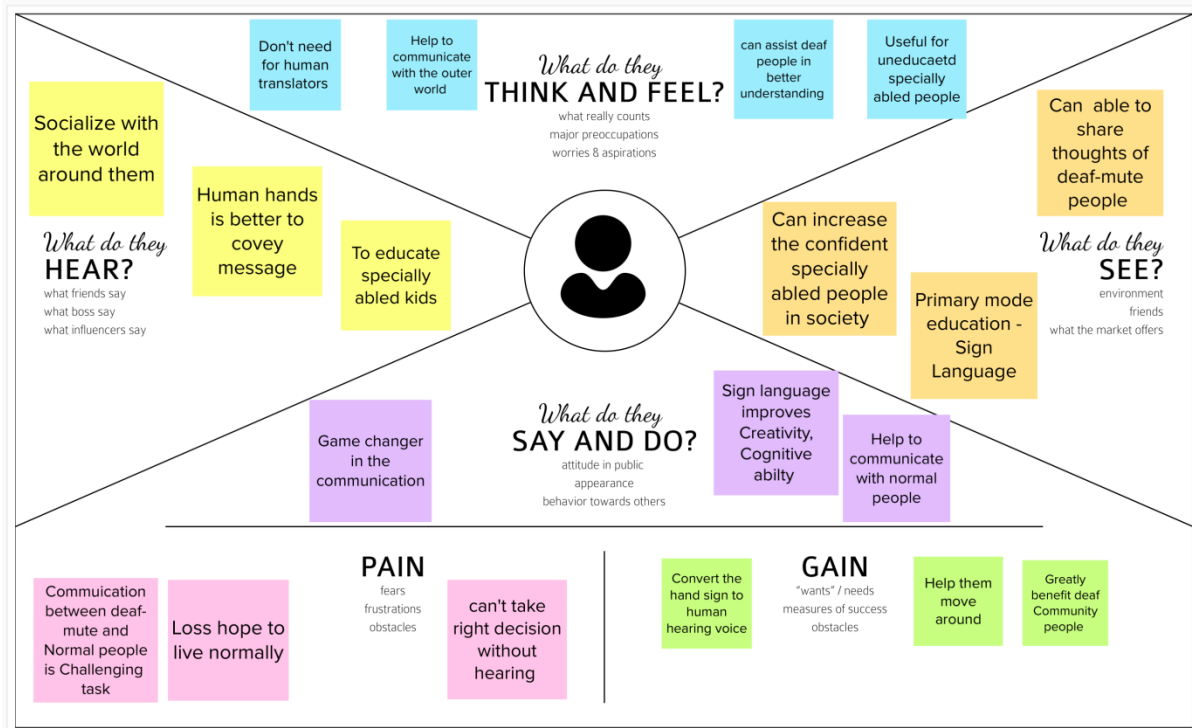 Don't need
for human
translators
Help to
communicate
with the outer
world
What do they
THINK AND FEEL?
what really counts
major preoccupations
worries & aspirations
can assist deaf
people in
better
understanding
Useful for
uneducaetd
specially
abled people
Socialize with
the world
around them
Human hands
is better to
covey
message
To educate
specially
abled kids
What do they
HEAR?
what friends say
what boss say
what influencers say
Can able to
share
thoughts of
deaf-mute
people
Can increase
the confident
specially
abled people
in society
Primary mode
education -
Sign
Language
What do they
SEE?
environment
friends
what the market offers
Game changer
in the
communication
What do they
SAY AND DO?
attitude in public
appearance
behavior towards others
Sign language
improves
Creativity,
Cognitive
abilty
Help to
communicate
with normal
people
PAIN
fears
frustrations
obstacles
Commuication
between deaf-
mute and
Normal people
is Challenging
task
Loss hope to
live normally
can't take
right decision
without
hearing
GAIN
"wants" / needs
measures of success
obstacles
Convert the
hand sign to
human
hearing voice
Help them
move
around
Greatly
benefit deaf
Community
people